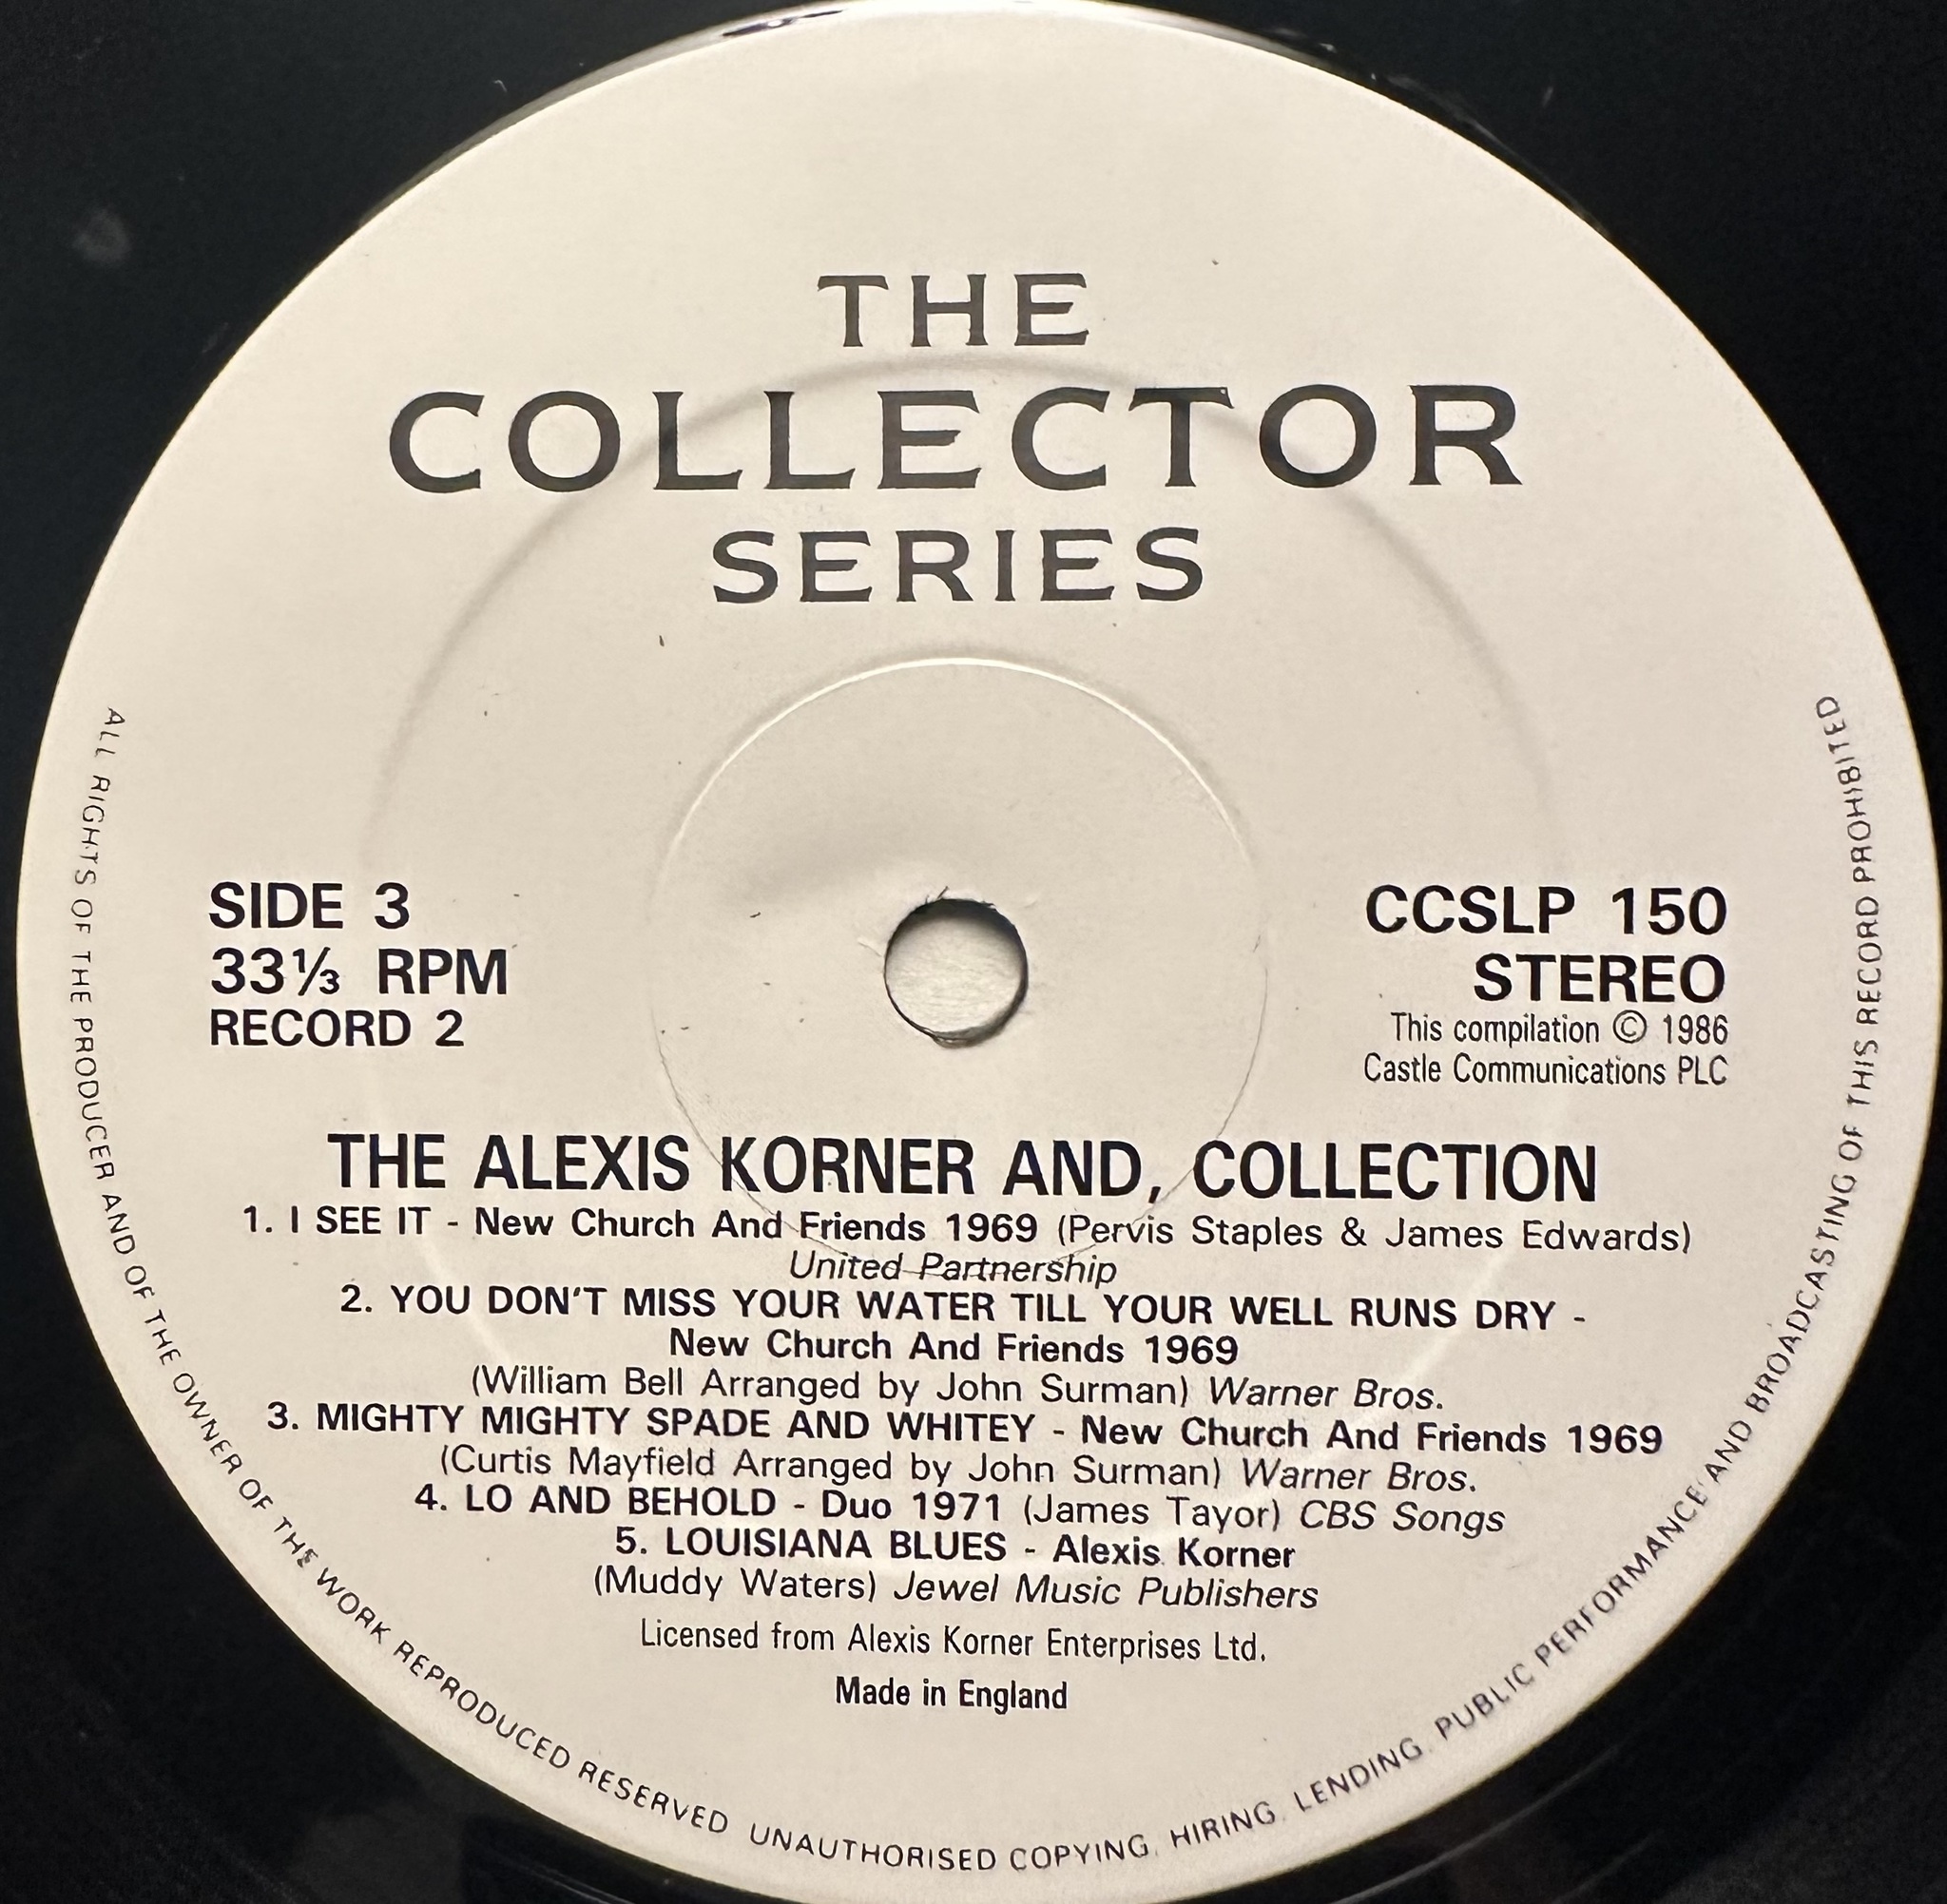 THE
COLLECTOR
SERIES
SIDE 3
33⅓ RPM
RECORD 2
CCSLP 150
STEREO
This compilation © 1986
Castle Communications PLC
THE ALEXIS KORNER AND, COLLECTION
1. I SEE IT - New Church And Friends 1969 (Pervis Staples & James Edwards)
United Partnership
2. YOU DON'T MISS YOUR WATER TILL YOUR WELL RUNS DRY -
New Church And Friends 1969
(William Bell Arranged by John Surman) Warner Bros.
3. MIGHTY MIGHTY SPADE AND WHITEY - New Church And Friends 1969
(Curtis Mayfield Arranged by John Surman) Warner Bros.
4. LO AND BEHOLD - Duo 1971 (James Tayor) CBS Songs
5. LOUISIANA BLUES - Alexis Korner
(Muddy Waters) Jewel Music Publishers
Licensed from Alexis Korner Enterprises Ltd.
Made in England
ALL RIGHTS OF THE PRODUCER AND OF THE OWNER OF THE WORK REPRODUCED RESERVED UNAUTHORISED COPYING, HIRING, LENDING, PUBLIC PERFORMANCE AND BROADCASTING OF THIS RECORD PROHIBITED